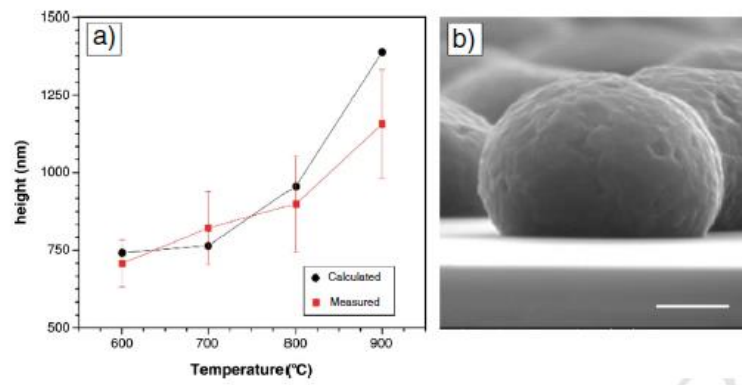 a)
b)
1500
1250
1000
750
500
height (nm)
Calculated
Measured
600 700 800 900
Temperature(°C)